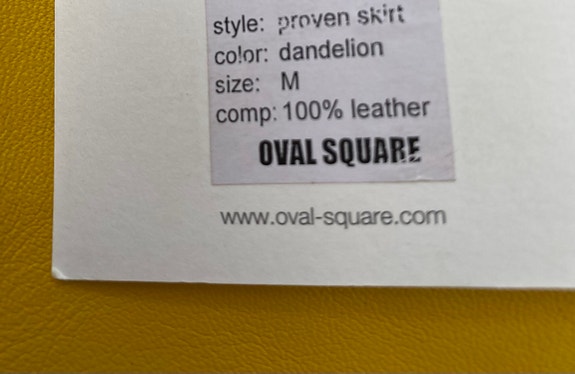 style: proven skirt
color: dandelion
size: M
comp: 100% leather
OVAL SQUARE
www.oval-square.com